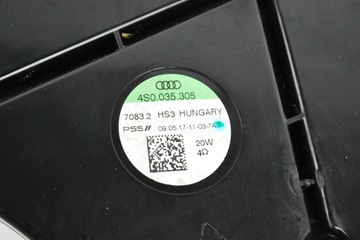 4S0.035.305
7083.2 HS3 HUNGARY
PSS// 09.05.17-11-03-7A
20W
4Ω